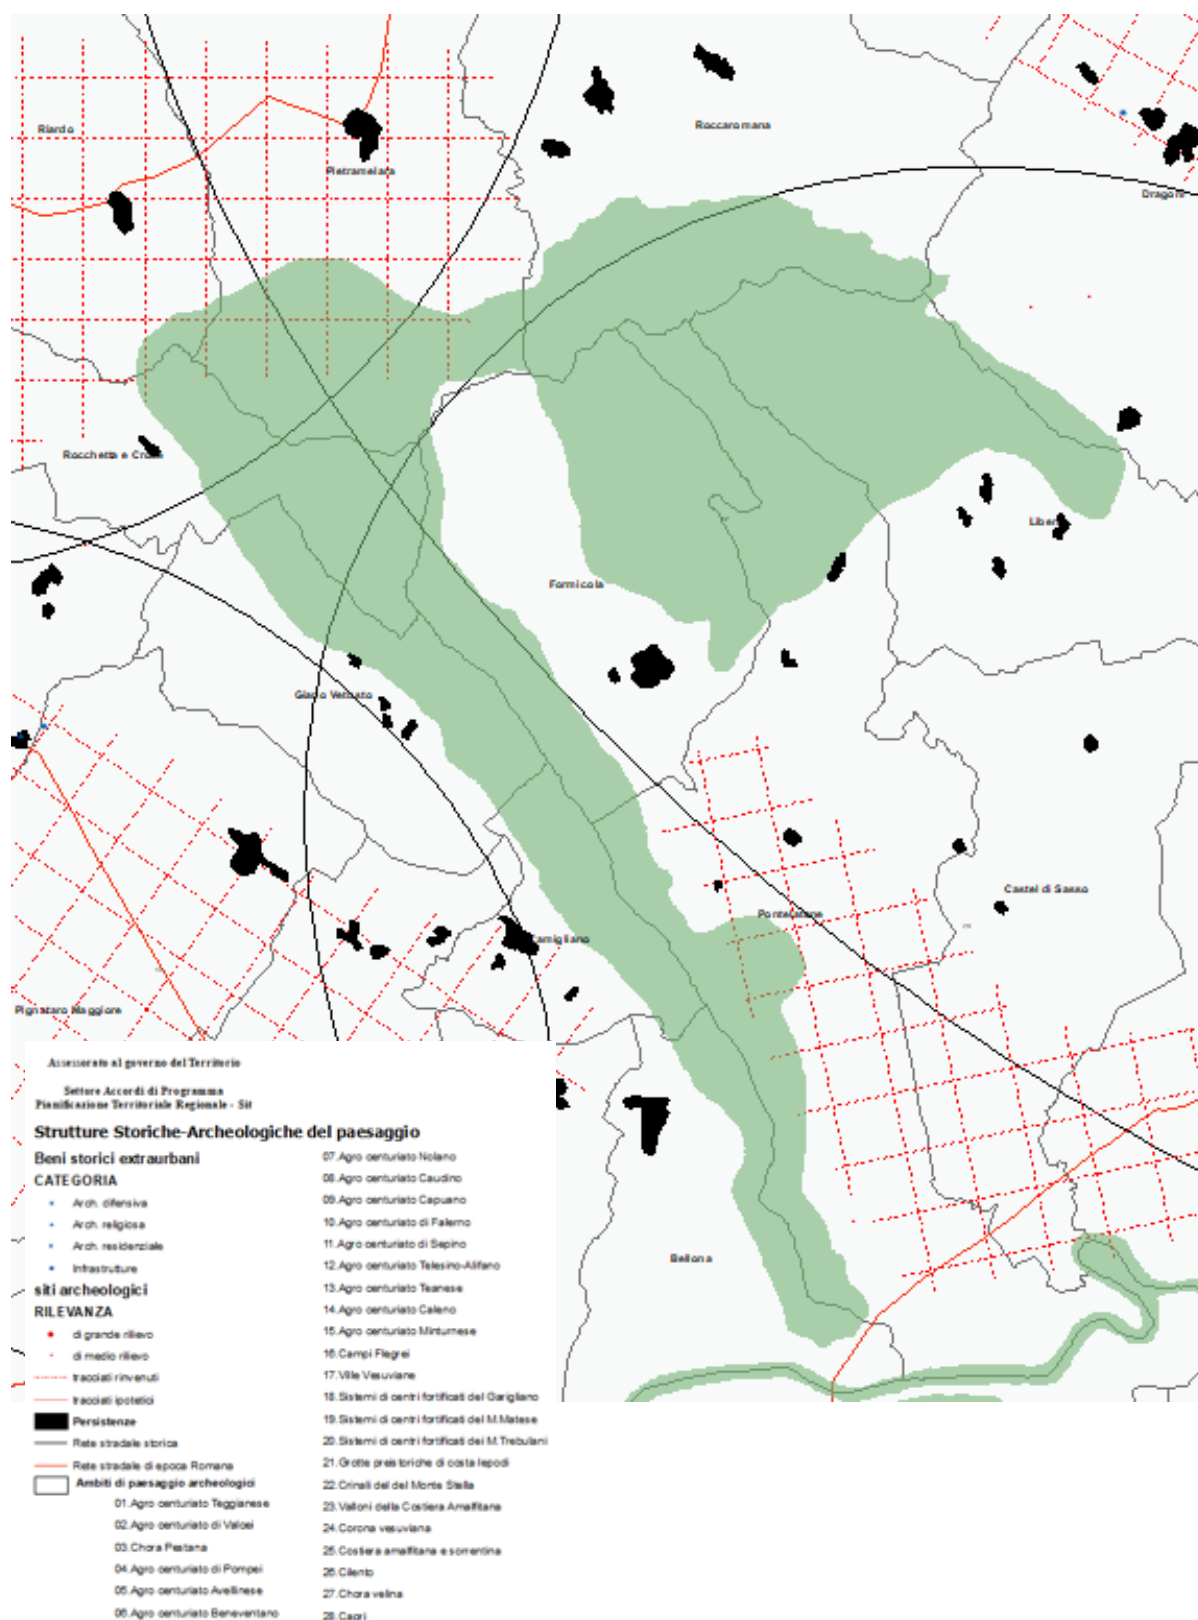 Riardo
Pietramelara
Roccaromana
Dragoni
Rocchetta e Croce
Liberi
Formicola
Giano Vetusto
Castel di Sasso
Pontelatone
Camigliano
Pignataro Maggiore
Bellona
Assessorato al governo del Territorio
Settore Accordi di Programma
Pianificazione Territoriale Regionale - Sit
Strutture Storiche-Archeologiche del paesaggio
Beni storici extraurbani
CATEGORIA
Arch. difensiva
Arch. religiosa
Arch. residenziale
Infrastrutture
siti archeologici
RILEVANZA
di grande rilievo
di medio rilievo
tracciati rinvenuti
tracciati ipotetici
Persistenze
Rete stradale storica
Rete stradale di epoca Romana
Ambiti di paesaggio archeologici
01.Agro centuriato Teggianese
02.Agro centuriato di Valcei
03.Chora Pestana
04.Agro centuriato di Pompei
05.Agro centuriato Avellinese
06.Agro centuriato Beneventano
07.Agro centuriato Nolano
08.Agro centuriato Caudino
09.Agro centuriato Capuano
10.Agro centuriato di Falerno
11.Agro centuriato di Sepino
12.Agro centuriato Telesino-Alifano
13.Agro centuriato Teanese
14.Agro centuriato Caleno
15.Agro centuriato Minturnese
16.Campi Flegrei
17.Ville Vesuviane
18.Sistemi di centri fortificati del Garigliano
19.Sistemi di centri fortificati del M.Matese
20.Sistemi di centri fortificati dei M.Trebulani
21.Grotte preistoriche di costa lepodi
22.Crinali del del Monte Stella
23.Valloni della Costiera Amalfitana
24.Corona vesuviana
25.Costiera amalfitana e sorrentina
26.Cilento
27.Chora velina
28.Capri